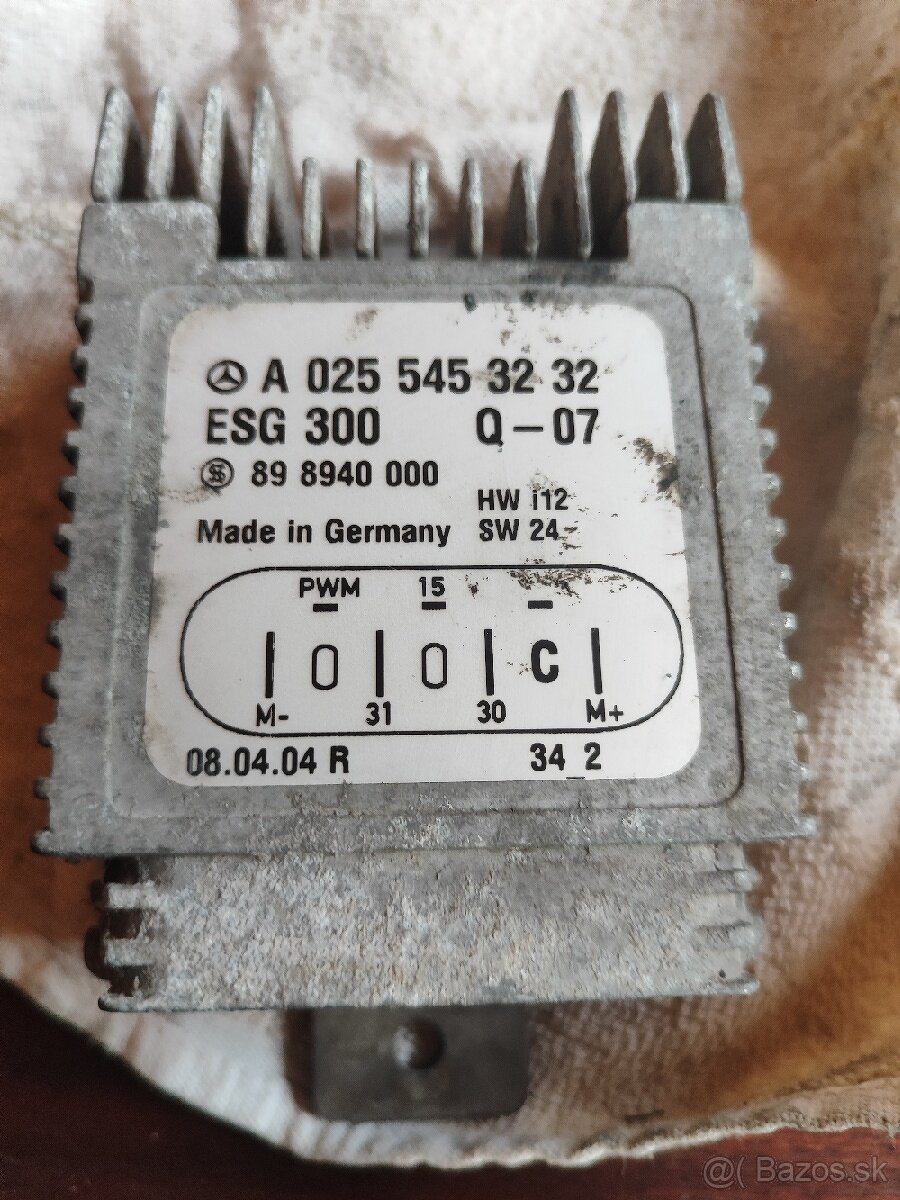 A 025 545 32 32
ESG 300 Q-07
S 89 8940 000
HW i12
Made in Germany SW 24-
PWM 15
0 0 C
M- 31 30 M+
08.04.04 R 34_2
@( Bazos.sk